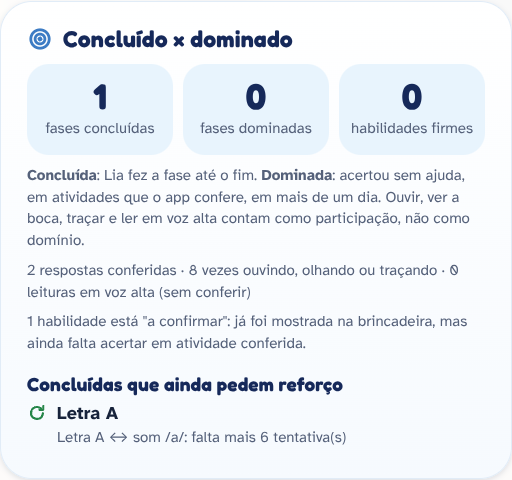 Concluído × dominado
1
fases concluídas
0
fases dominadas
0
habilidades firmes
Concluída: Lia fez a fase até o fim. Dominada: acertou sem ajuda,
em atividades que o app confere, em mais de um dia. Ouvir, ver a
boca, traçar e ler em voz alta contam como participação, não como
domínio.
2 respostas conferidas · 8 vezes ouvindo, olhando ou traçando · 0
leituras em voz alta (sem conferir)
1 habilidade está "a confirmar": já foi mostrada na brincadeira, mas
ainda falta acertar em atividade conferida.
Concluídas que ainda pedem reforço
Letra A
Letra A ↔ som /a/: falta mais 6 tentativa(s)